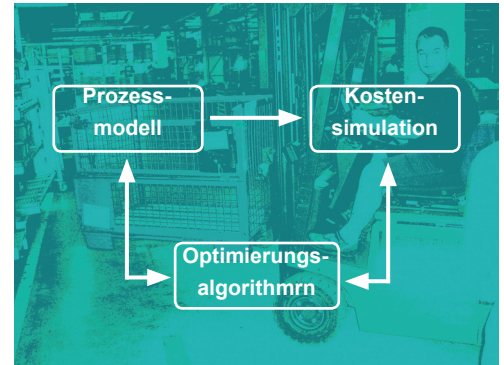 Prozess-
modell
Kosten-
simulation
Optimierungs-
algorithmrn